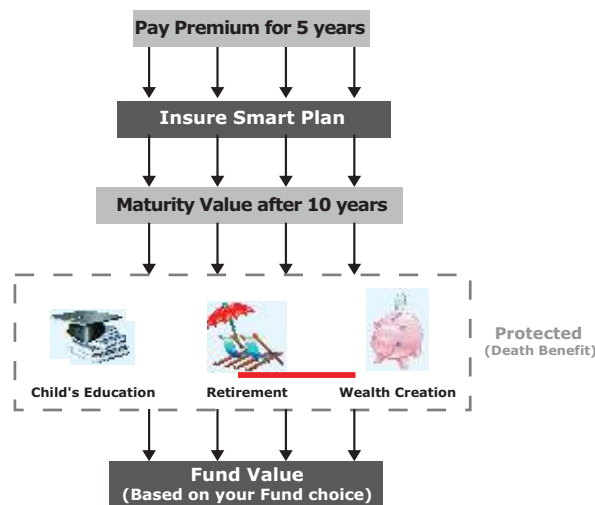 Pay Premium for 5 years
Insure Smart Plan
Maturity Value after 10 years
Protected
(Death Benefit)
Child's Education
Retirement
Wealth Creation
Fund Value
(Based on your Fund choice)